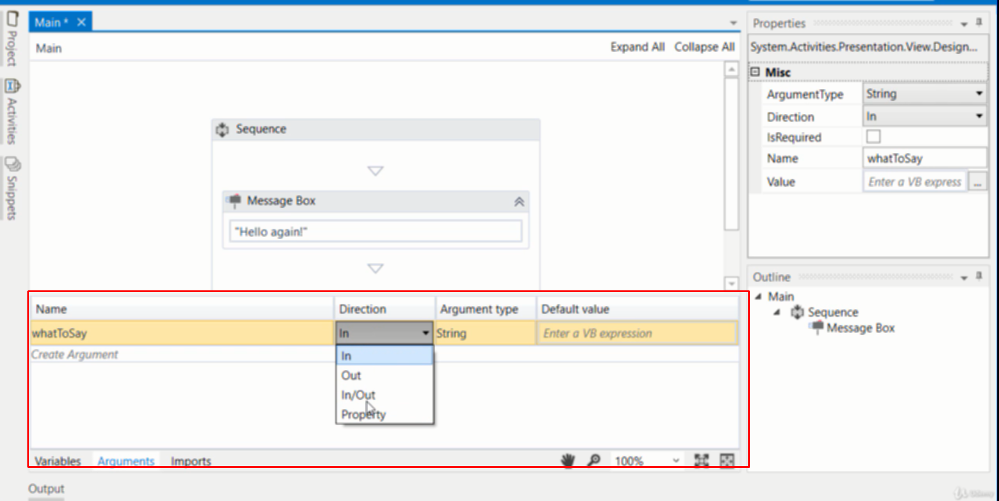 Project
Activities
Snippets
Main *
Main
Expand All Collapse All
Sequence
Message Box
"Hello again!"
Name Direction Argument type Default value
whatToSay In String Enter a VB expression
Create Argument
In
Out
In/Out
Property
Variables Arguments Imports
100%
Output
Properties
System.Activities.Presentation.View.Design...
Misc
ArgumentType String
Direction In
IsRequired
Name whatToSay
Value Enter a VB express ...
Outline
Main
Sequence
Message Box